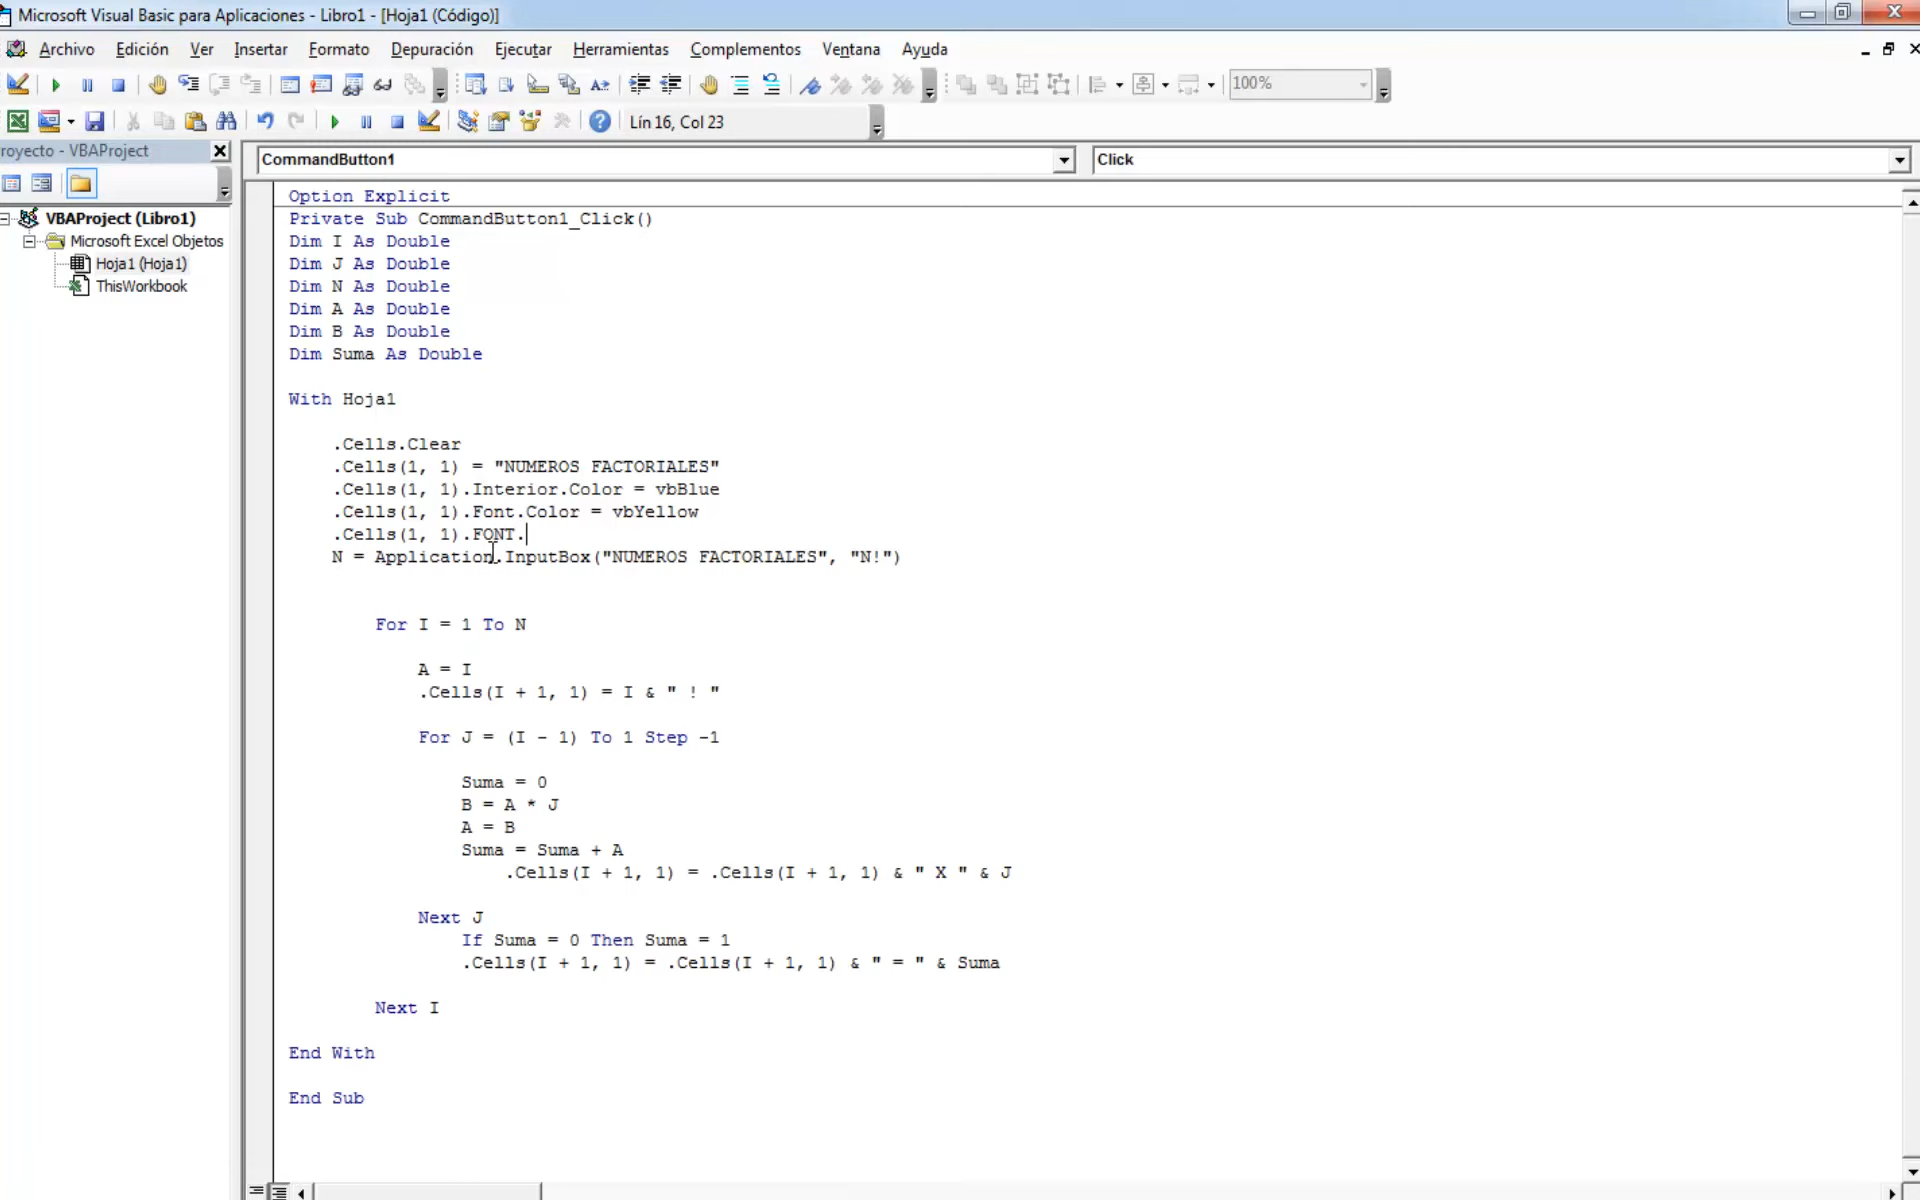 Microsoft Visual Basic para Aplicaciones - Libro1 - [Hoja1 (Código)]
Archivo Edición Ver Insertar Formato Depuración Ejecutar Herramientas Complementos Ventana Ayuda
100%
Lín 16, Col 23
royecto - VBAProject
CommandButton1
Click
VBAProject (Libro1)
Microsoft Excel Objetos
Hoja1 (Hoja1)
ThisWorkbook
Option Explicit
Private Sub CommandButton1_Click()
Dim I As Double
Dim J As Double
Dim N As Double
Dim A As Double
Dim B As Double
Dim Suma As Double
With Hoja1
.Cells.Clear
.Cells(1, 1) = "NUMEROS FACTORIALES"
.Cells(1, 1).Interior.Color = vbBlue
.Cells(1, 1).Font.Color = vbYellow
.Cells(1, 1).FONT.
N = Application.InputBox("NUMEROS FACTORIALES", "N!")
For I = 1 To N
A = I
.Cells(I + 1, 1) = I & " ! "
For J = (I - 1) To 1 Step -1
Suma = 0
B = A * J
A = B
Suma = Suma + A
.Cells(I + 1, 1) = .Cells(I + 1, 1) & " X " & J
Next J
If Suma = 0 Then Suma = 1
.Cells(I + 1, 1) = .Cells(I + 1, 1) & " = " & Suma
Next I
End With
End Sub